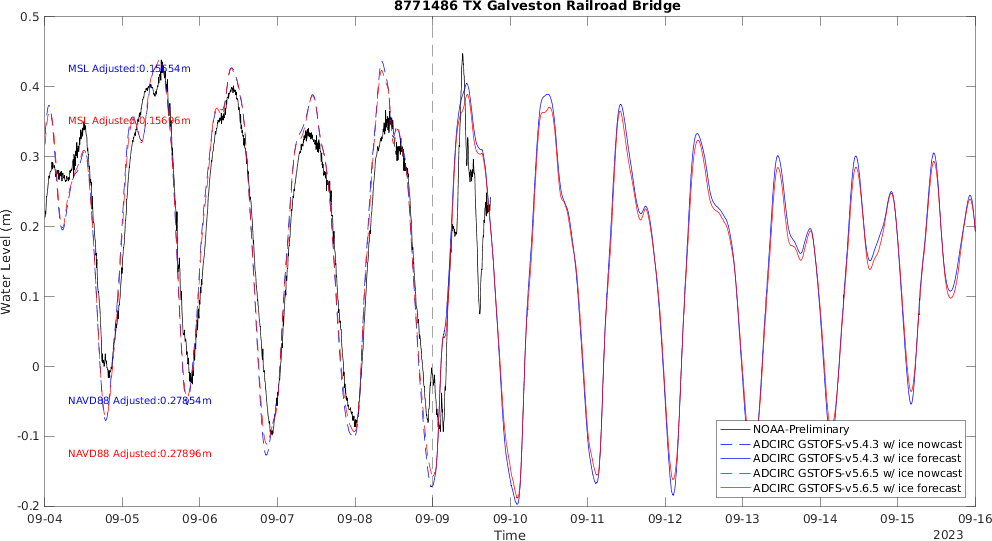 8771486 TX Galveston Railroad Bridge
Water Level (m)
0.5
0.4
0.3
0.2
0.1
0
-0.1
-0.2
MSL Adjusted:0.15654m
MSL Adjusted:0.15696m
NAVD88 Adjusted:0.27854m
NAVD88 Adjusted:0.27896m
NOAA-Preliminary
ADCIRC GSTOFS-v5.4.3 w/ ice nowcast
ADCIRC GSTOFS-v5.4.3 w/ ice forecast
ADCIRC GSTOFS-v5.6.5 w/ ice nowcast
ADCIRC GSTOFS-v5.6.5 w/ ice forecast
09-04 09-05 09-06 09-07 09-08 09-09 09-10 09-11 09-12 09-13 09-14 09-15 09-16
Time
2023